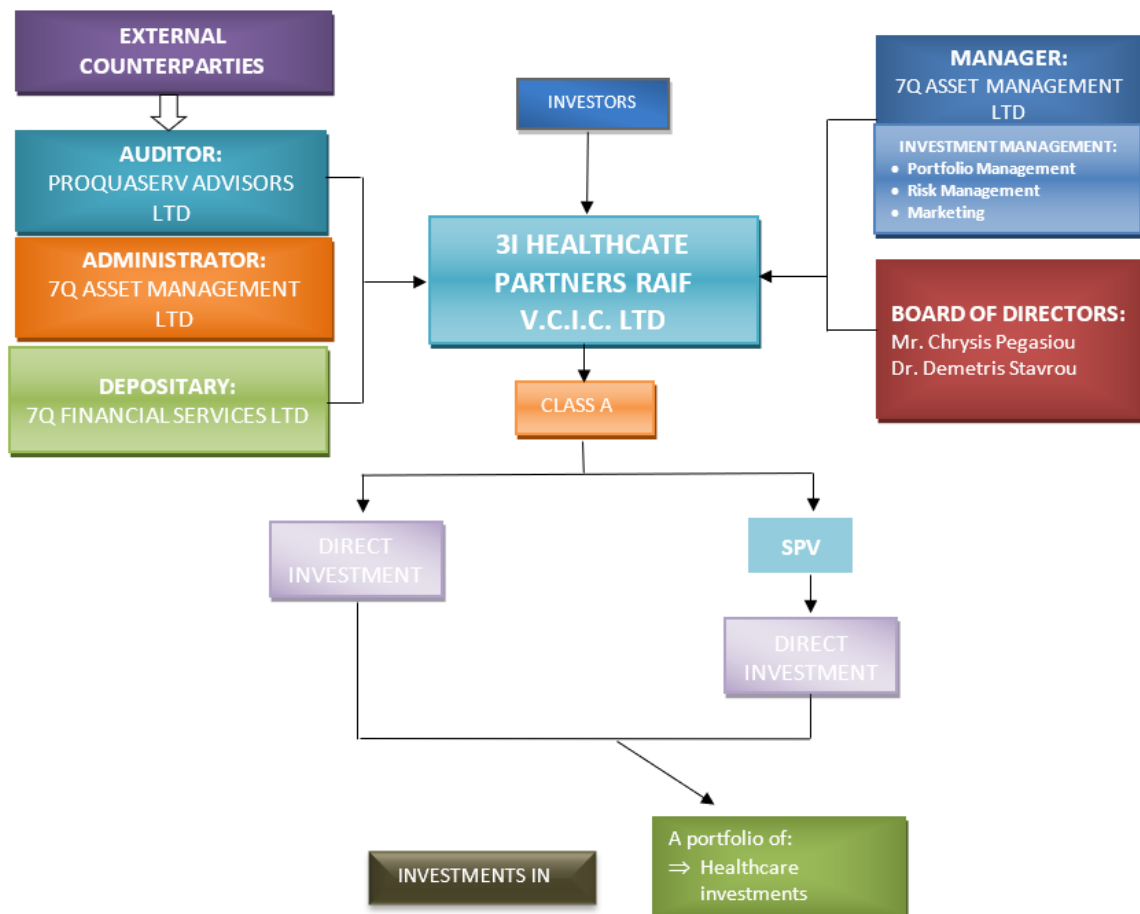 EXTERNAL
COUNTERPARTIES
AUDITOR:
PROQUASERV ADVISORS
LTD
ADMINISTRATOR:
7Q ASSET MANAGEMENT
LTD
DEPOSITARY:
7Q FINANCIAL SERVICES LTD
INVESTORS
3I HEALTHCATE
PARTNERS RAIF
V.C.I.C. LTD
CLASS A
MANAGER:
7Q ASSET MANAGEMENT
LTD
INVESTMENT MANAGEMENT:
• Portfolio Management
• Risk Management
• Marketing
BOARD OF DIRECTORS:
Mr. Chrysis Pegasiou
Dr. Demetris Stavrou
DIRECT
INVESTMENT
SPV
DIRECT
INVESTMENT
INVESTMENTS IN
A portfolio of:
⇒ Healthcare
investments